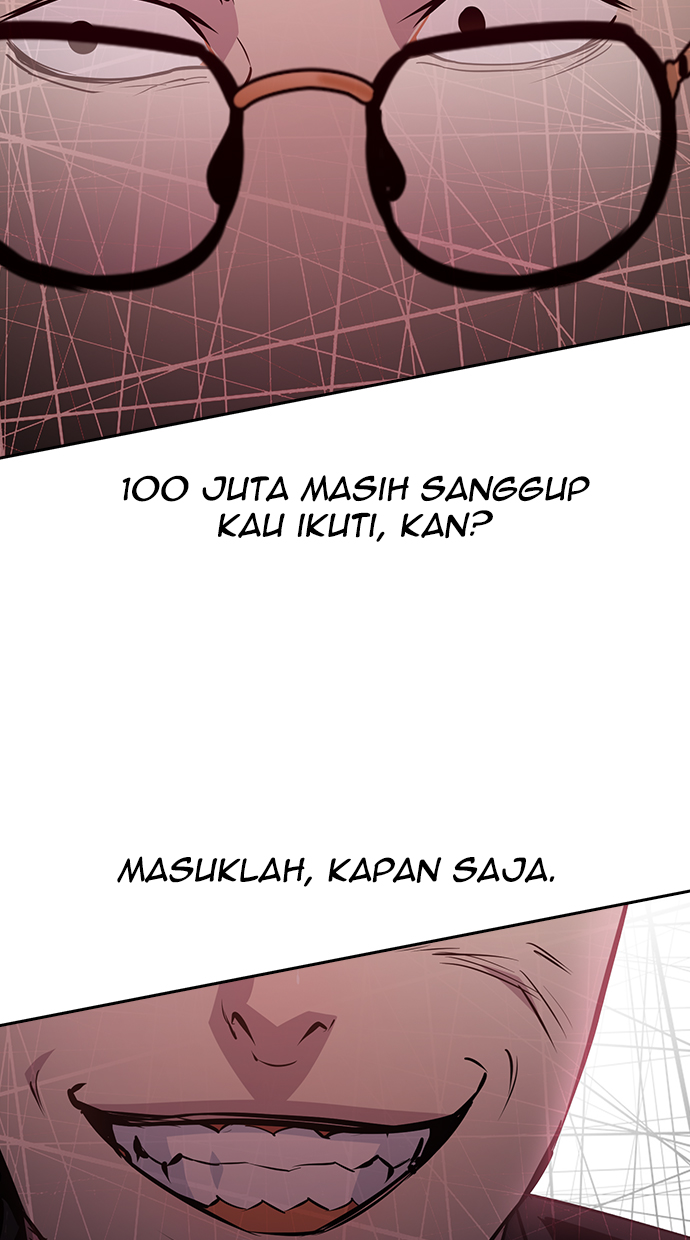 100 JUTA MASIH SANGGUP
KAU IKUTI, KAN?
MASUKLAH, KAPAN SAJA.